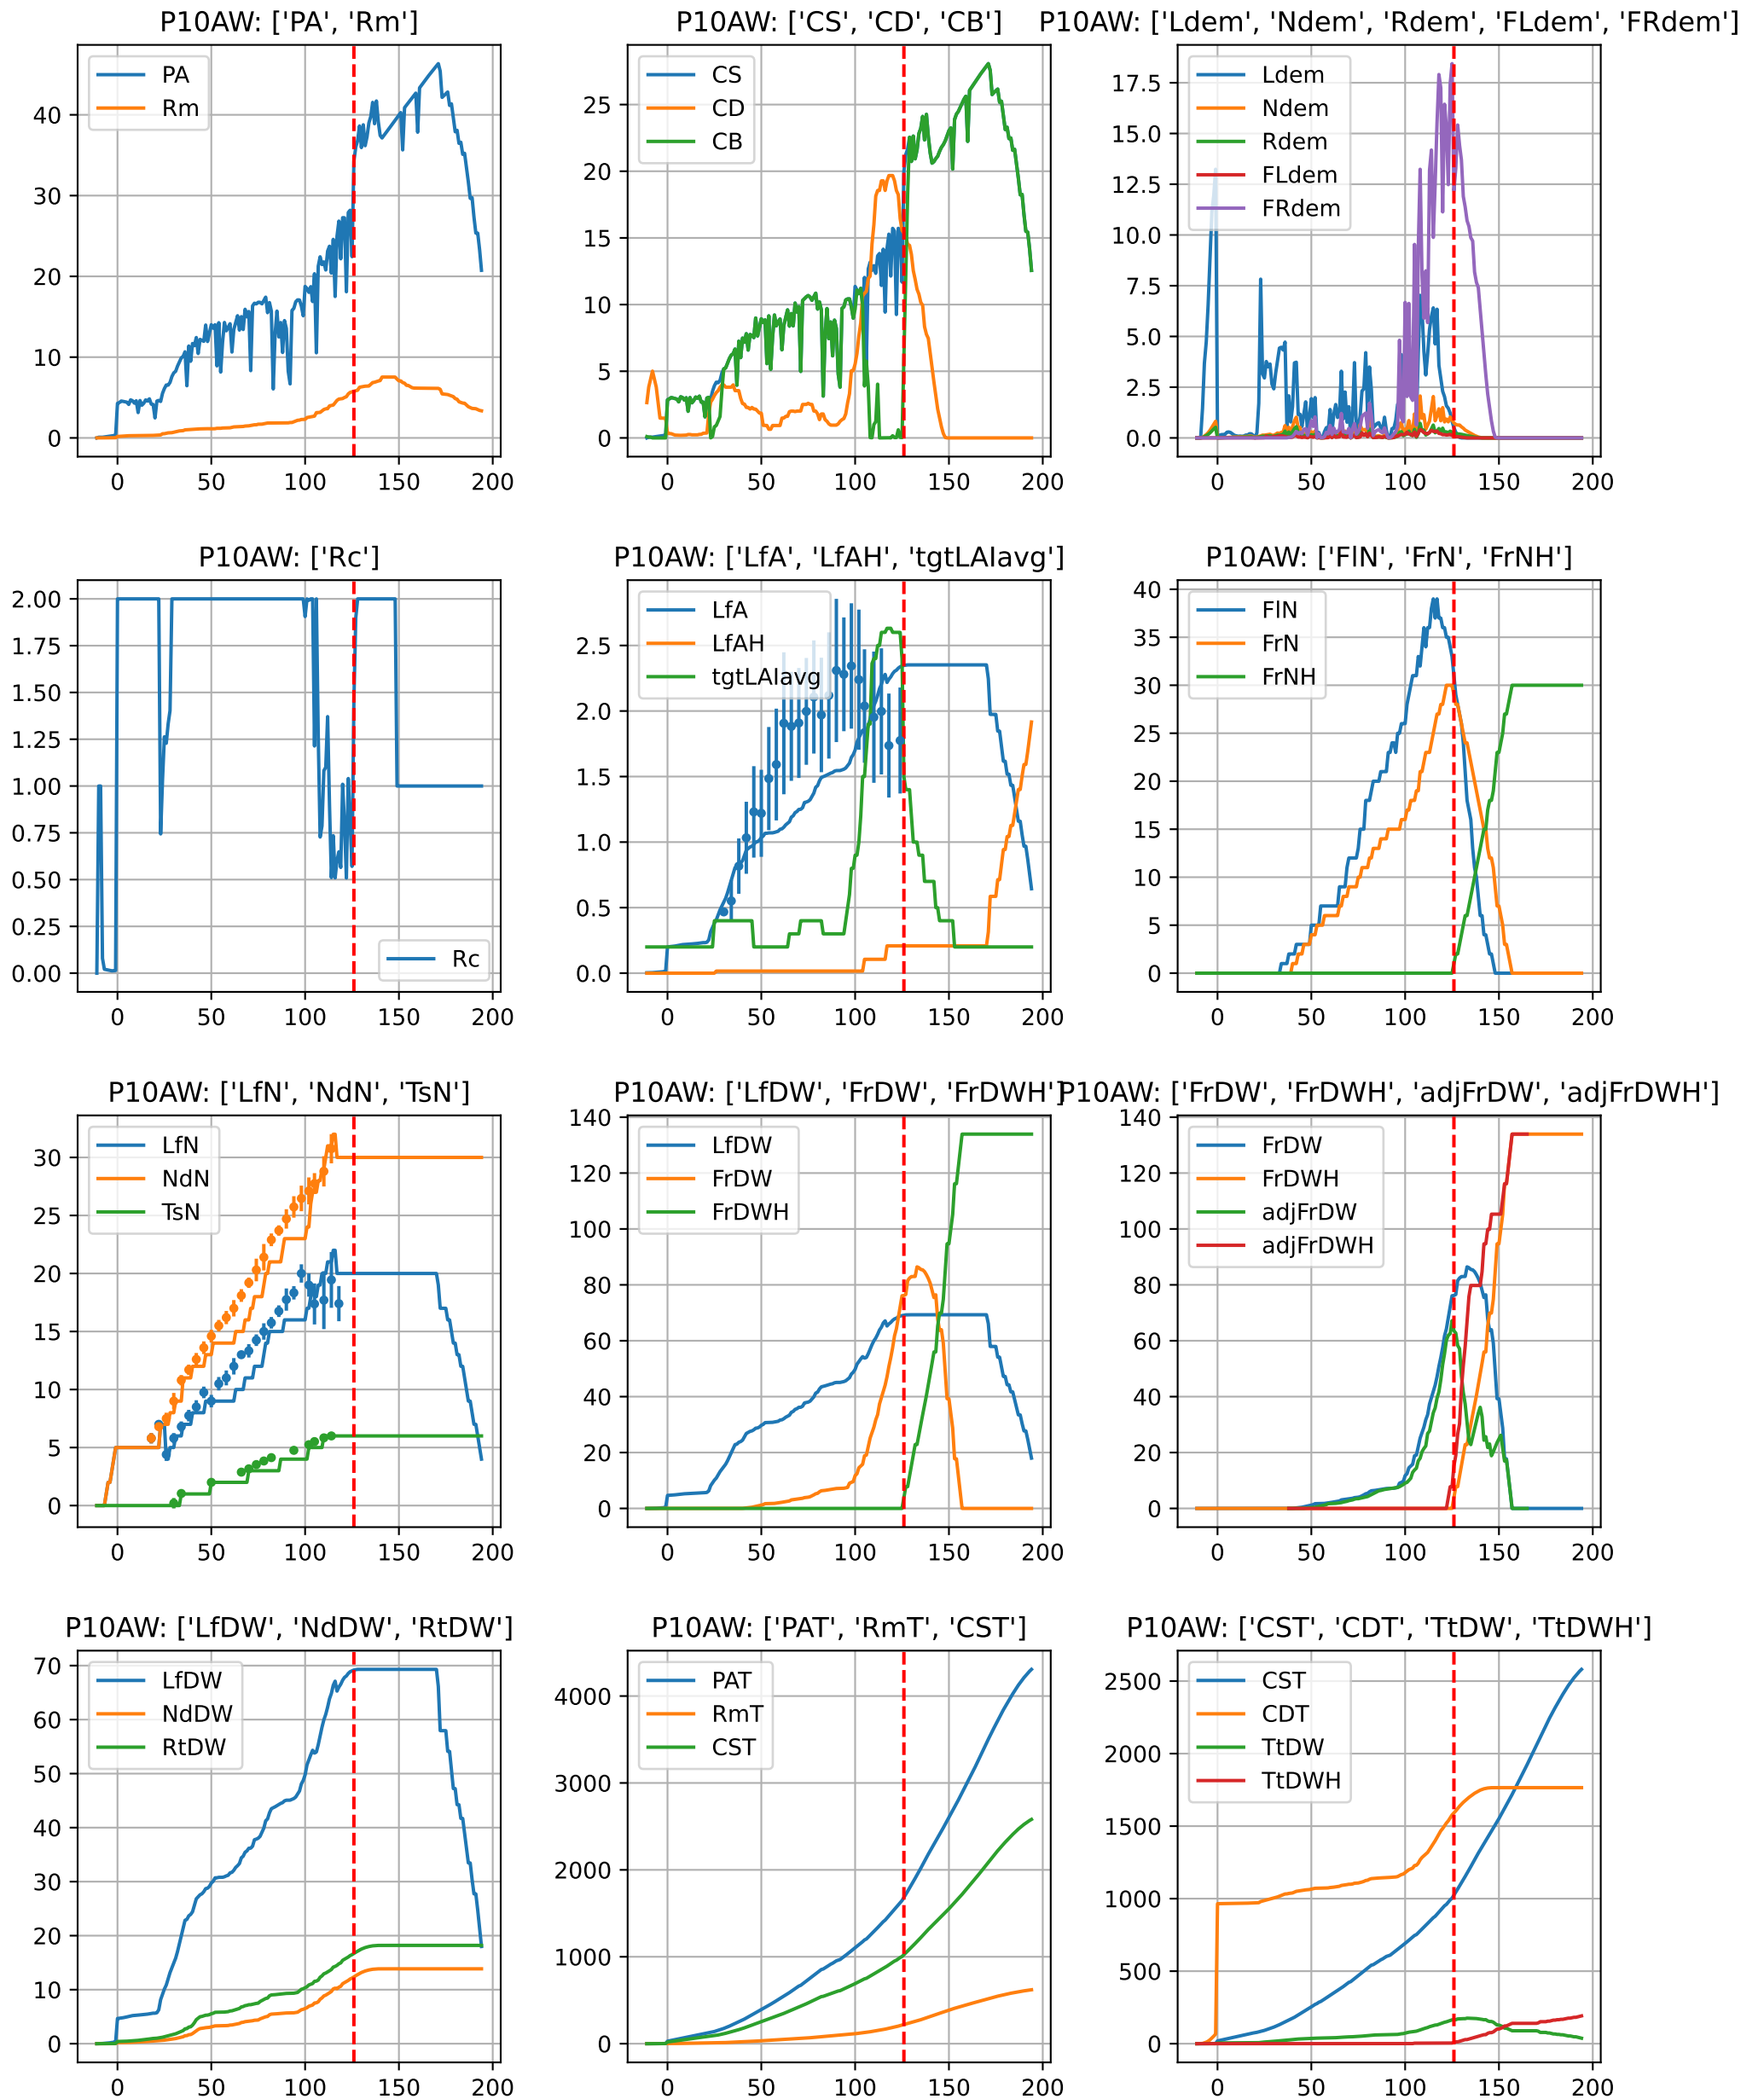 P10AW: ['PA', 'Rm']
PA
Rm
40
30
20
10
0
0 50 100 150 200
P10AW: ['CS', 'CD', 'CB']
CS
CD
CB
25
20
15
10
5
0
0 50 100 150 200
P10AW: ['Ldem', 'Ndem', 'Rdem', 'FLdem', 'FRdem']
Ldem
Ndem
Rdem
FLdem
FRdem
17.5
15.0
12.5
10.0
7.5
5.0
2.5
0.0
0 50 100 150 200
P10AW: ['Rc']
2.00
1.75
1.50
1.25
1.00
0.75
0.50
0.25
0.00
Rc
0 50 100 150 200
P10AW: ['LfA', 'LfAH', 'tgtLAIavg']
LfA
LfAH
tgtLAIavg
2.5
2.0
1.5
1.0
0.5
0.0
0 50 100 150 200
P10AW: ['FlN', 'FrN', 'FrNH']
FlN
FrN
FrNH
40
35
30
25
20
15
10
5
0
0 50 100 150 200
P10AW: ['LfN', 'NdN', 'TsN']
LfN
NdN
TsN
30
25
20
15
10
5
0
0 50 100 150 200
P10AW: ['LfDW', 'FrDW', 'FrDWH']
LfDW
FrDW
FrDWH
140
120
100
80
60
40
20
0
0 50 100 150 200
P10AW: ['FrDW', 'FrDWH', 'adjFrDW', 'adjFrDWH']
FrDW
FrDWH
adjFrDW
adjFrDWH
140
120
100
80
60
40
20
0
0 50 100 150 200
P10AW: ['LfDW', 'NdDW', 'RtDW']
LfDW
NdDW
RtDW
70
60
50
40
30
20
10
0
0 50 100 150 200
P10AW: ['PAT', 'RmT', 'CST']
PAT
RmT
CST
4000
3000
2000
1000
0
0 50 100 150 200
P10AW: ['CST', 'CDT', 'TtDW', 'TtDWH']
CST
CDT
TtDW
TtDWH
2500
2000
1500
1000
500
0
0 50 100 150 200